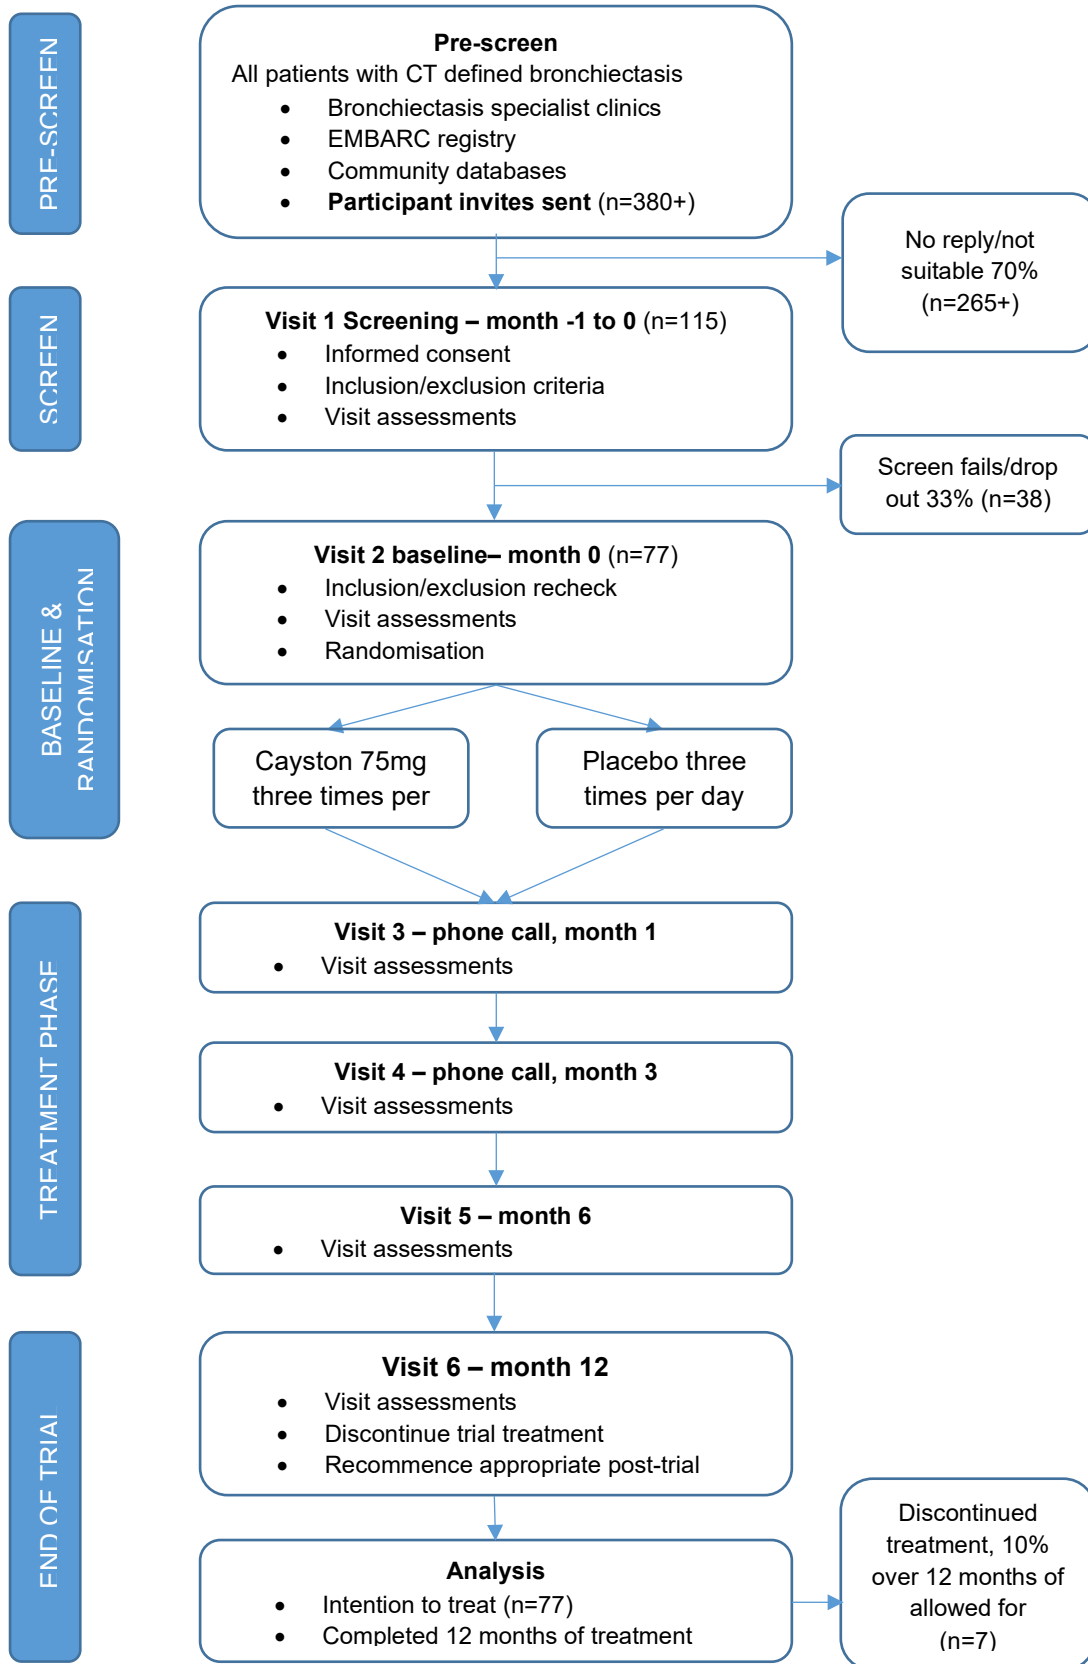 PRE-SCREEN
Pre-screen
All patients with CT defined bronchiectasis
• Bronchiectasis specialist clinics
• EMBARC registry
• Community databases
• Participant invites sent (n=380+)
No reply/not
suitable 70%
(n=265+)
SCREEN
Visit 1 Screening – month -1 to 0 (n=115)
• Informed consent
• Inclusion/exclusion criteria
• Visit assessments
Screen fails/drop
out 33% (n=38)
BASELINE &
RANDOMISATION
Visit 2 baseline– month 0 (n=77)
• Inclusion/exclusion recheck
• Visit assessments
• Randomisation
Cayston 75mg
three times per
Placebo three
times per day
TREATMENT PHASE
Visit 3 – phone call, month 1
• Visit assessments
Visit 4 – phone call, month 3
• Visit assessments
Visit 5 – month 6
• Visit assessments
END OF TRIAL
Visit 6 – month 12
• Visit assessments
• Discontinue trial treatment
• Recommence appropriate post-trial
Analysis
• Intention to treat (n=77)
• Completed 12 months of treatment
Discontinued
treatment, 10%
over 12 months of
allowed for
(n=7)